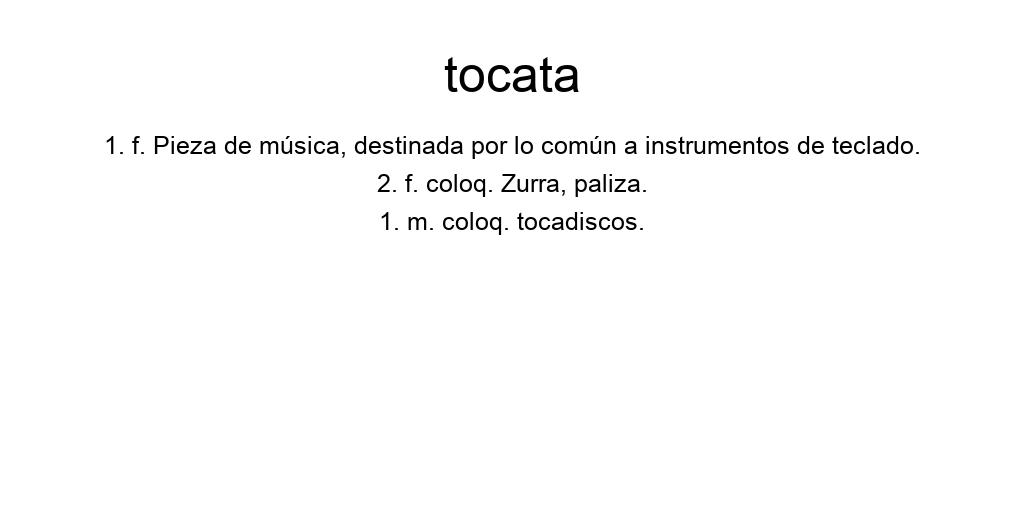 tocata
1. f. Pieza de música, destinada por lo común a instrumentos de teclado.
2. f. coloq. Zurra, paliza.
1. m. coloq. tocadiscos.